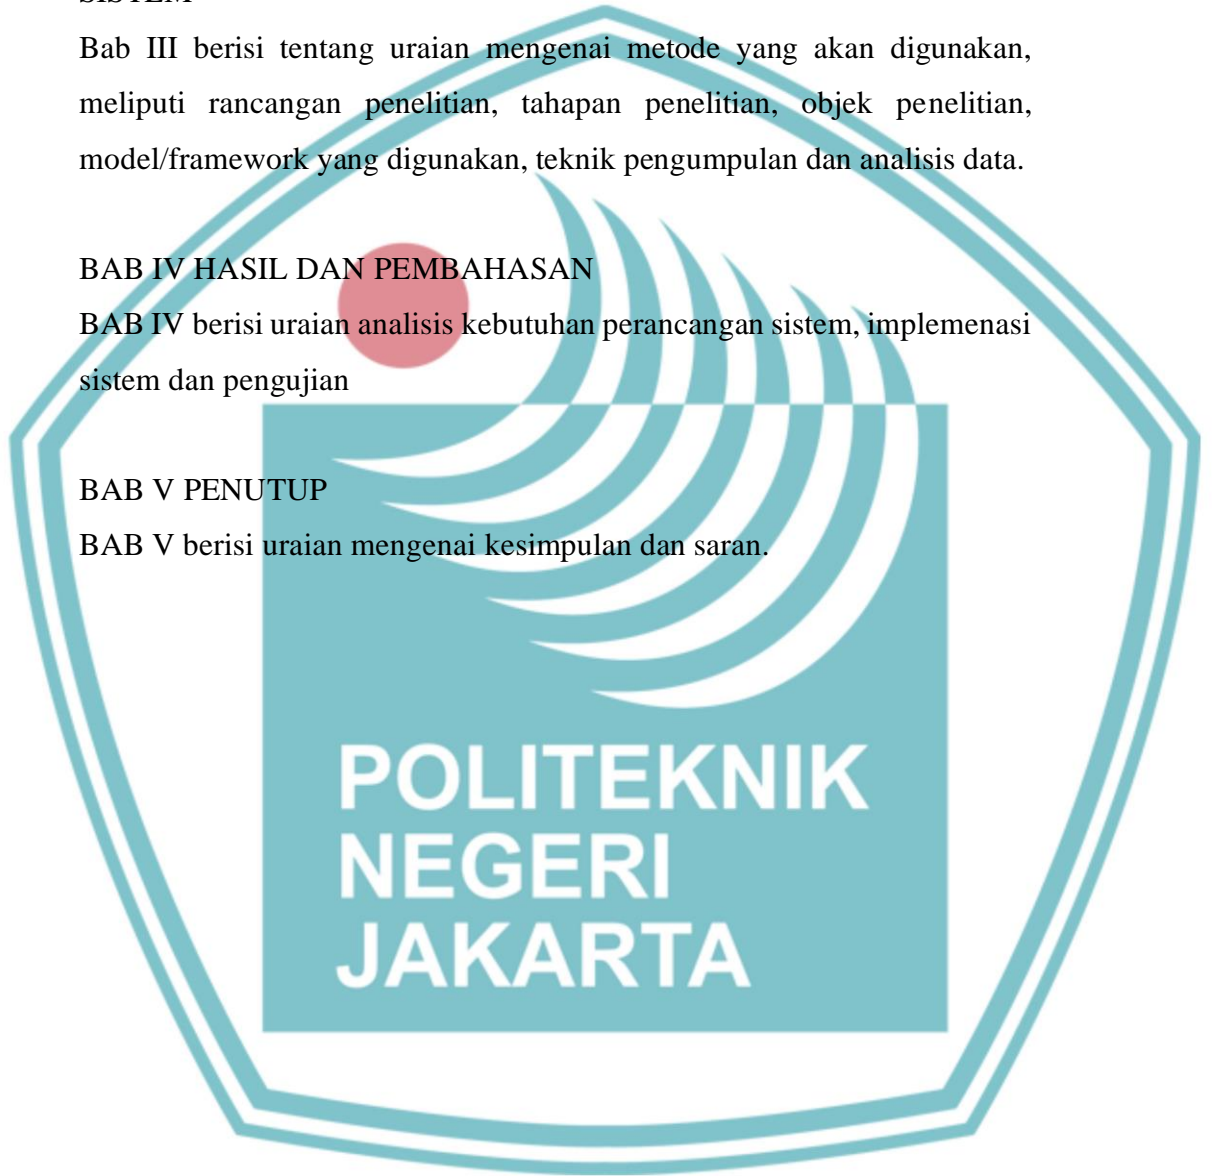 SISTEM
Bab III berisi tentang uraian mengenai metode yang akan digunakan,
meliputi rancangan penelitian, tahapan penelitian, objek penelitian,
model/framework yang digunakan, teknik pengumpulan dan analisis data.
BAB IV HASIL DAN PEMBAHASAN
BAB IV berisi uraian analisis kebutuhan perancangan sistem, implemenasi
sistem dan pengujian
BAB V PENUTUP
BAB V berisi uraian mengenai kesimpulan dan saran.
POLITEKNIK
NEGERI
JAKARTA